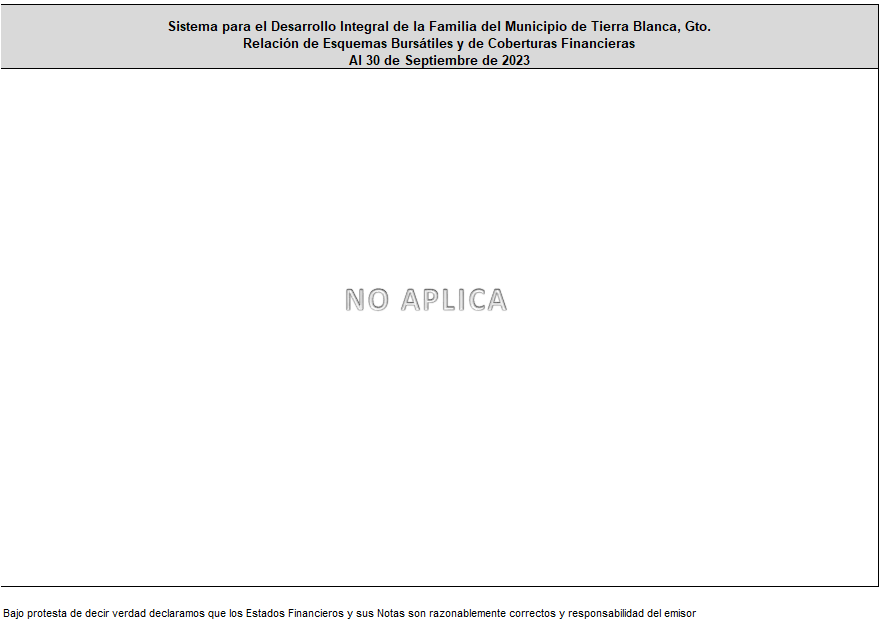 Sistema para el Desarrollo Integral de la Familia del Municipio de Tierra Blanca, Gto.
Relación de Esquemas Bursátiles y de Coberturas Financieras
Al 30 de Septiembre de 2023
NO APLICA
Bajo protesta de decir verdad declaramos que los Estados Financieros y sus Notas son razonablemente correctos y responsabilidad del emisor